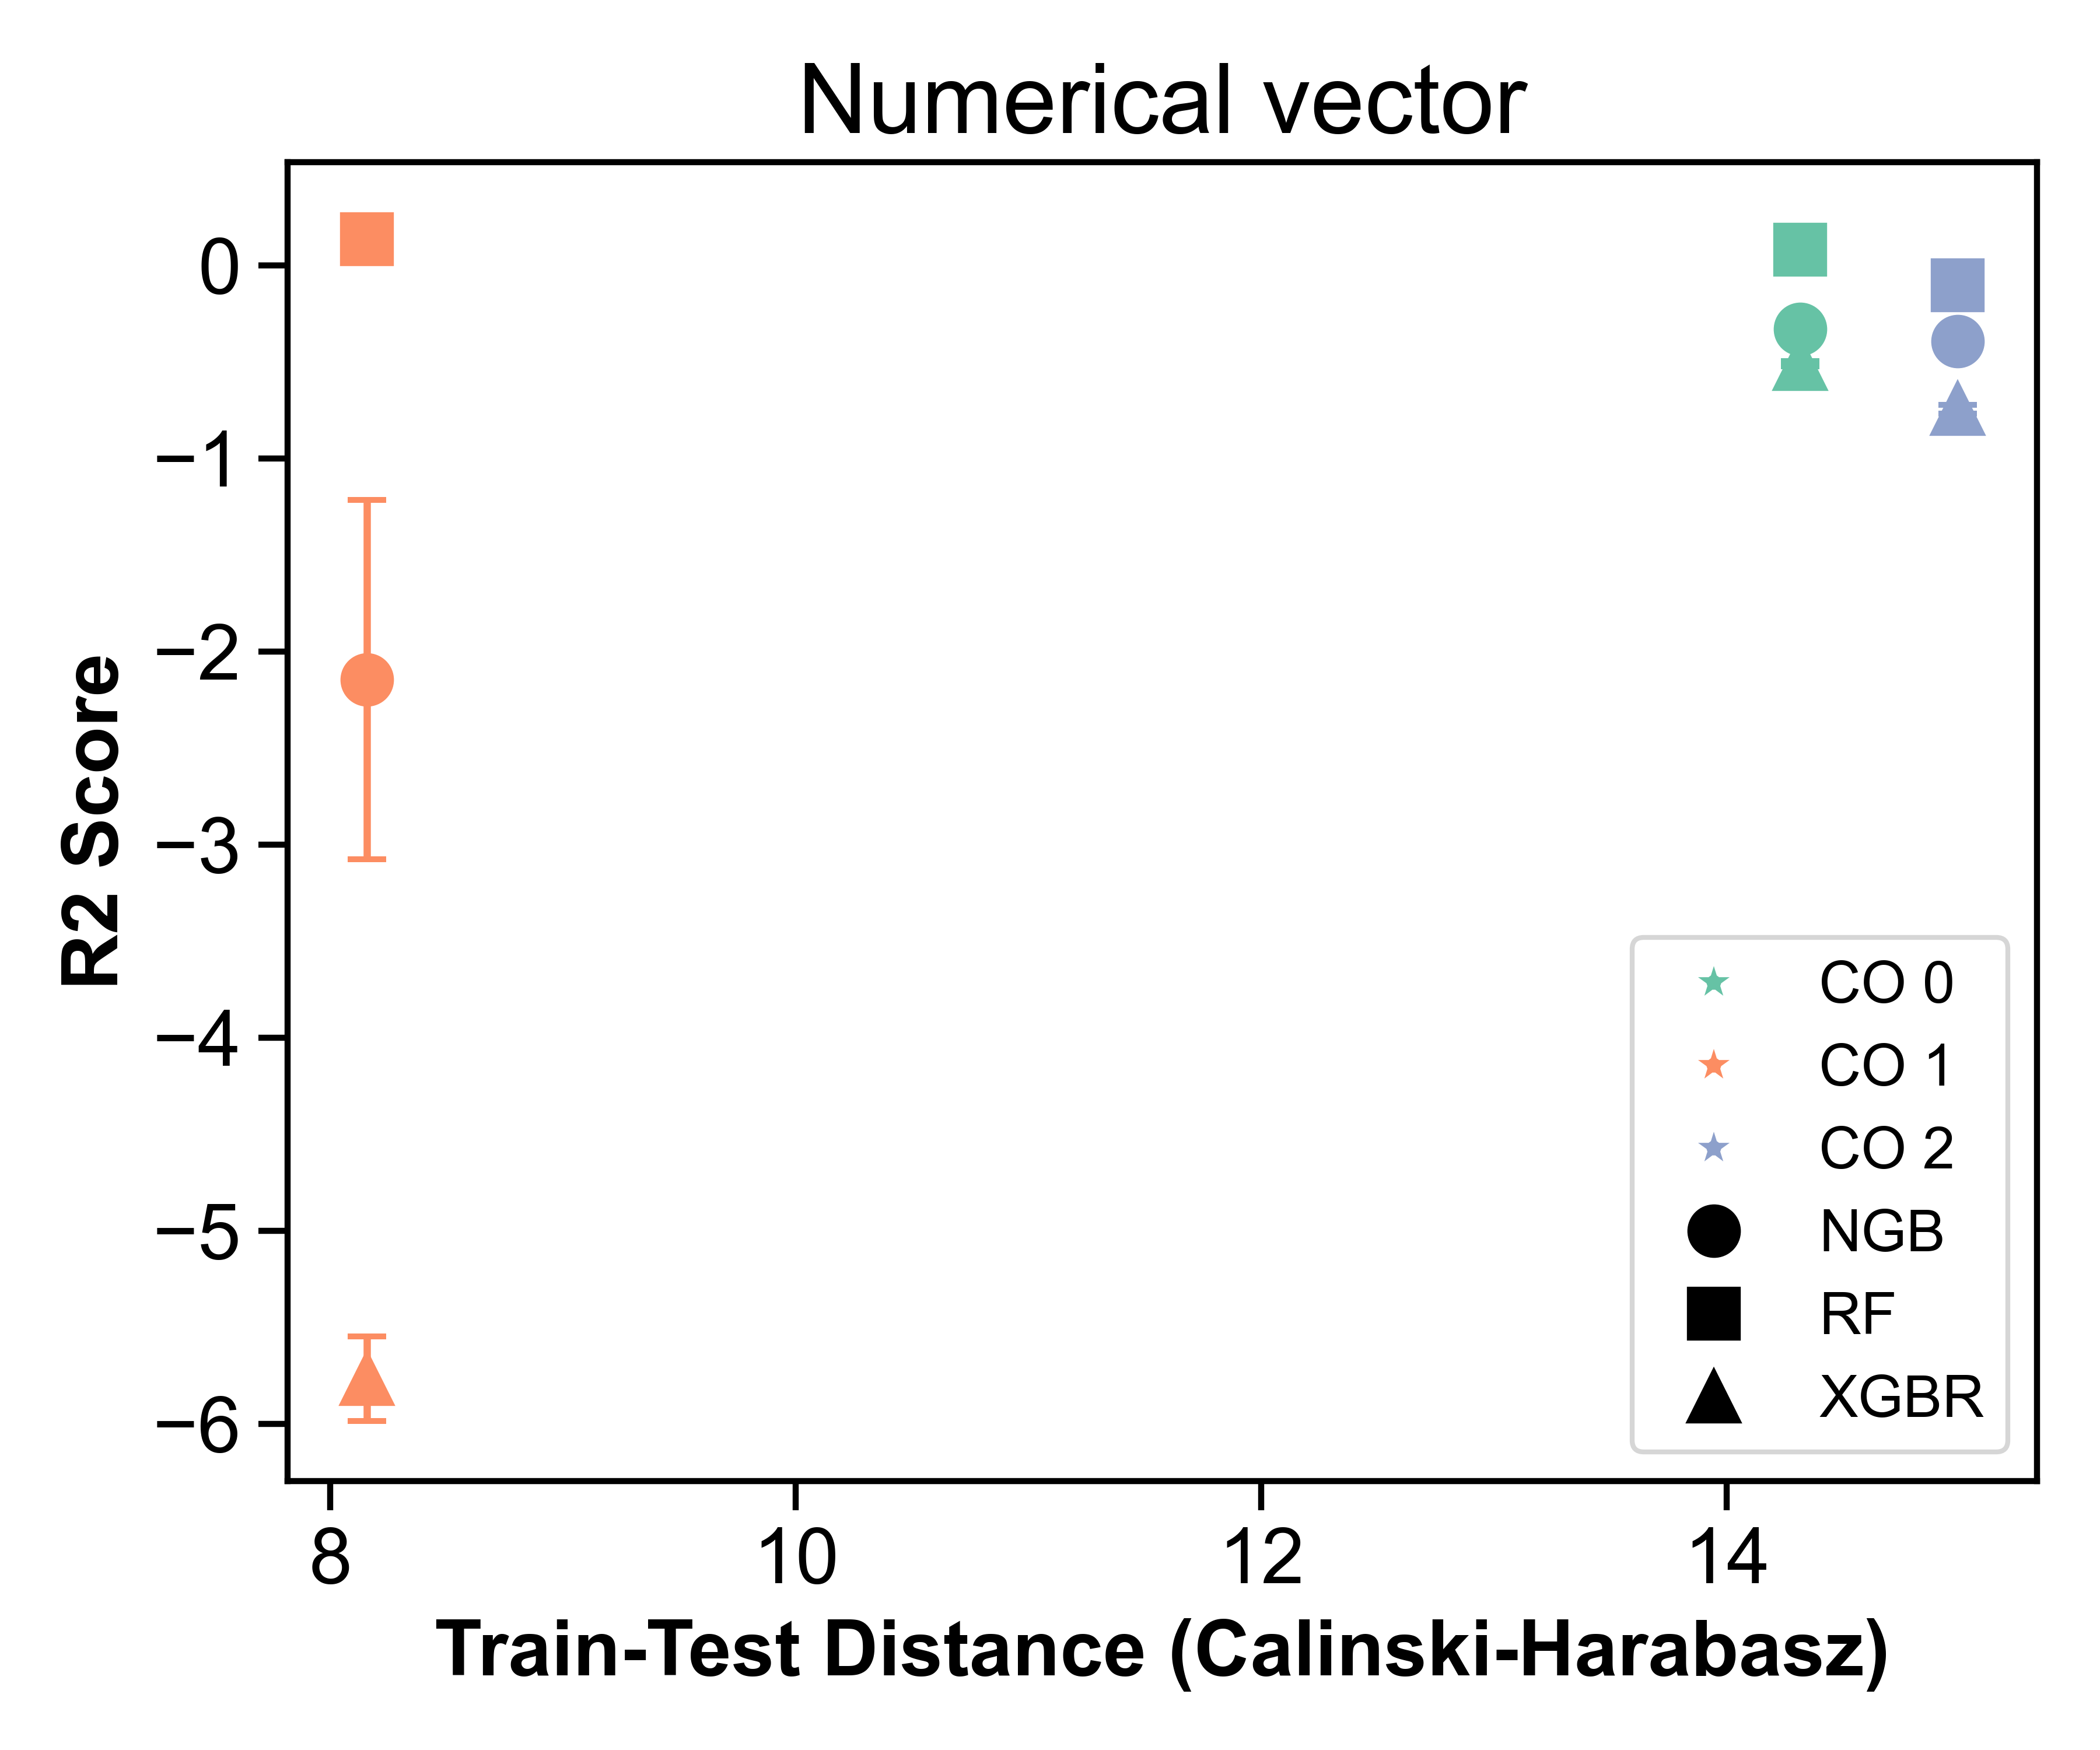 Numerical vector
R2 Score
0
−1
−2
−3
−4
−5
−6
CO 0
CO 1
CO 2
NGB
RF
XGBR
8 10 12 14
Train-Test Distance (Calinski-Harabasz)